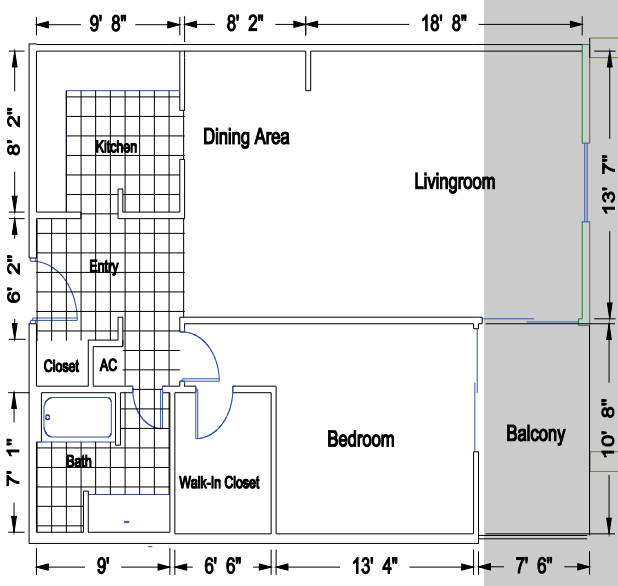 9' 8" 8' 2" 18' 8"
8' 2"
Kitchen
Dining Area
Livingroom
13' 7"
6' 2"
Entry
Closet
AC
10' 8"
7' 1"
Bath
Walk-In Closet
Bedroom
Balcony
9' 6' 6" 13' 4" 7' 6"